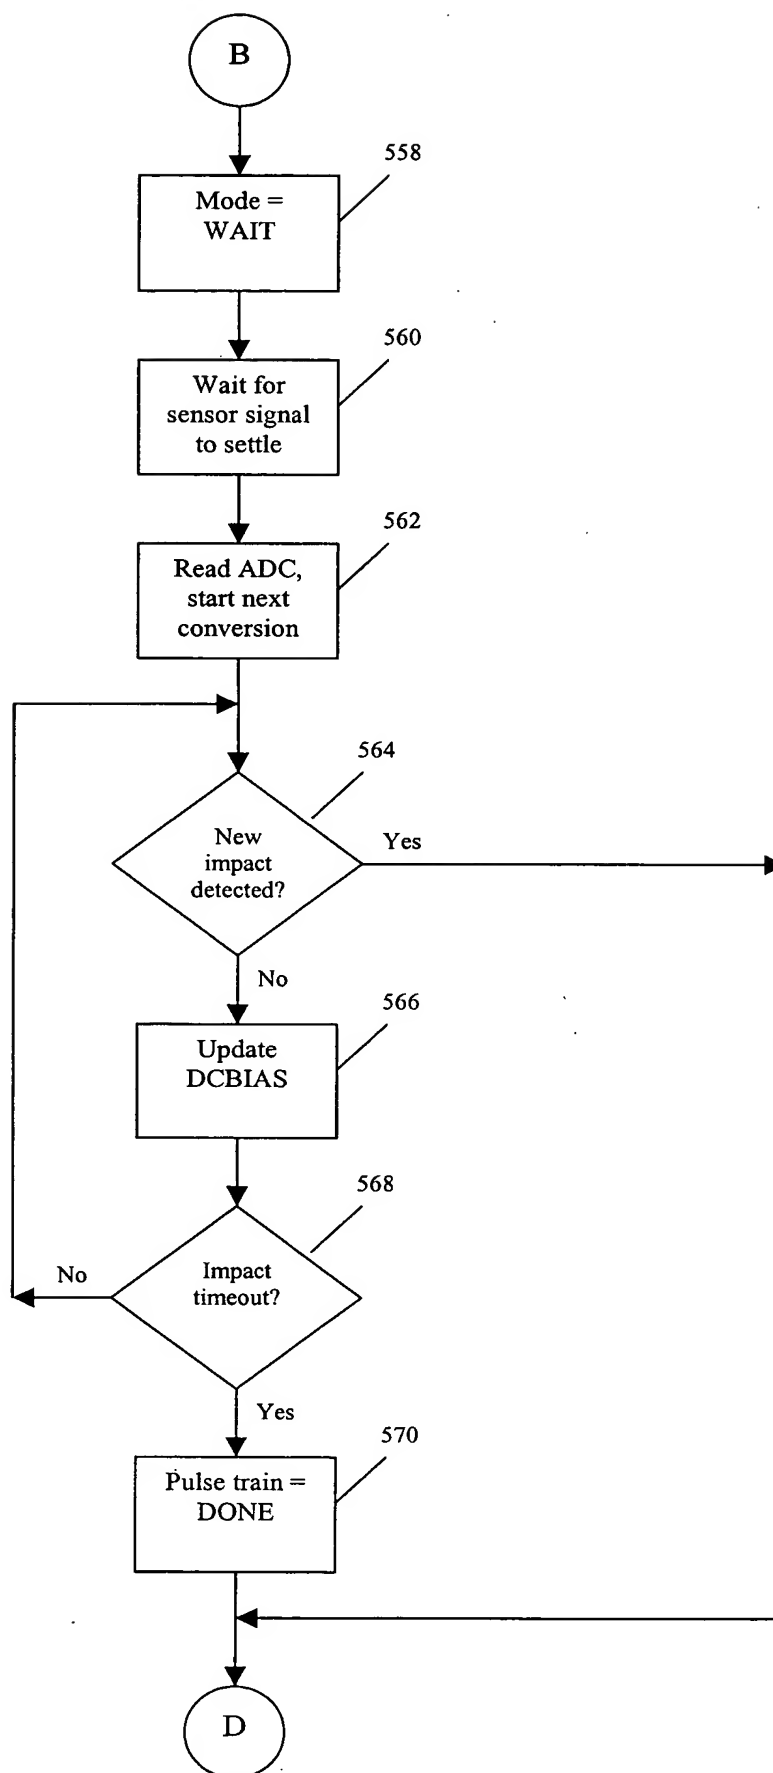 B
558
Mode =
WAIT
560
Wait for
sensor signal
to settle
562
Read ADC,
start next
conversion
564
New
impact
detected?
Yes
No
566
Update
DCBIAS
568
Impact
timeout?
No
Yes
570
Pulse train =
DONE
D